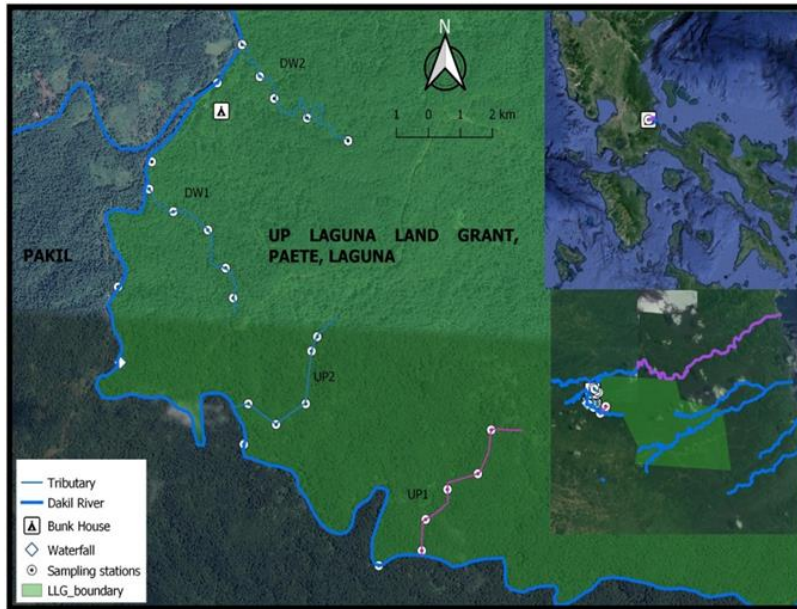 N
1 0 1 2 km
DW2
DW1
UP LAGUNA LAND GRANT,
PAETE, LAGUNA
PAKIL
UP2
UP1
Tributary
Dakil River
Bunk House
Waterfall
Sampling stations
LLG_boundary